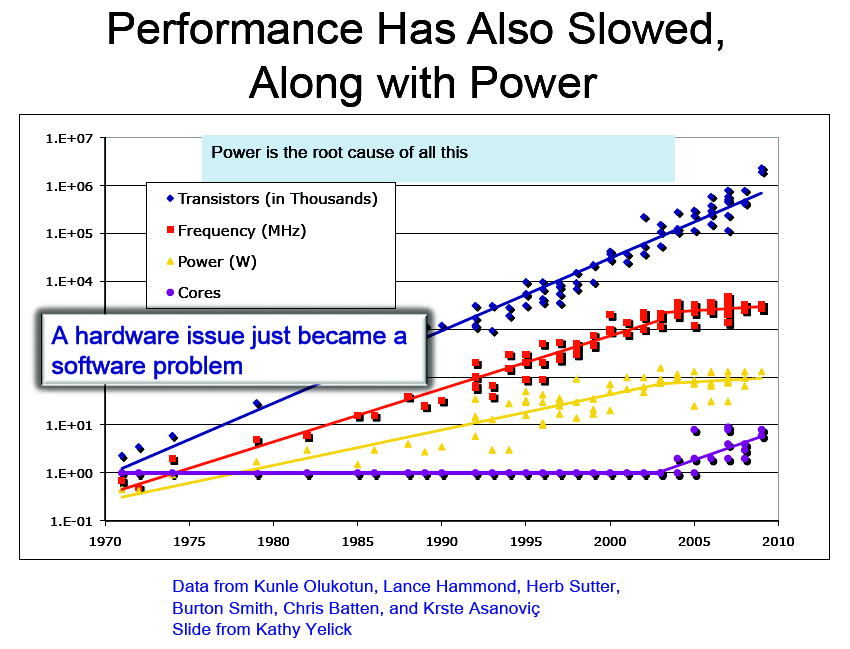 Performance Has Also Slowed,
Along with Power
1.E+07
Power is the root cause of all this
1.E+06
Transistors (in Thousands)
1.E+05
Frequency (MHz)
Power (W)
1.E+04
Cores
A hardware issue just became a
software problem
1.E+01
1.E+00
1.E–01
1970
1975
1980
1985
1990
1995
2000
2005
2010
Data from Kunle Olukotun, Lance Hammond, Herb Sutter,
Burton Smith, Chris Batten, and Krste Asanoviç
Slide from Kathy Yelick